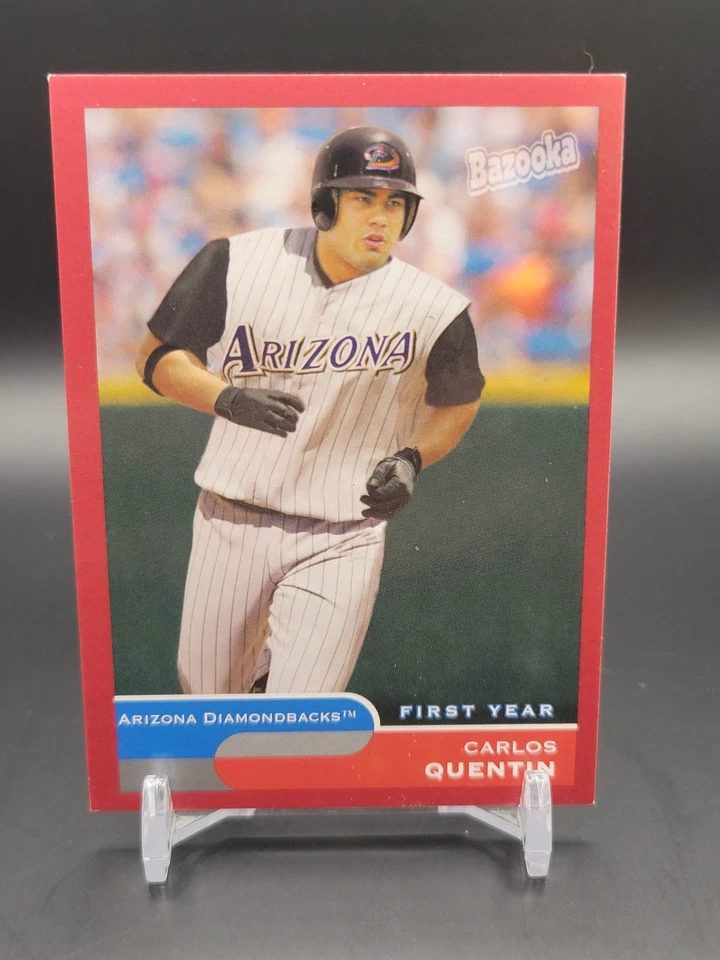 Bazooka
ARIZONA
ARIZONA DIAMONDBACKS™
FIRST YEAR
CARLOS
QUENTIN